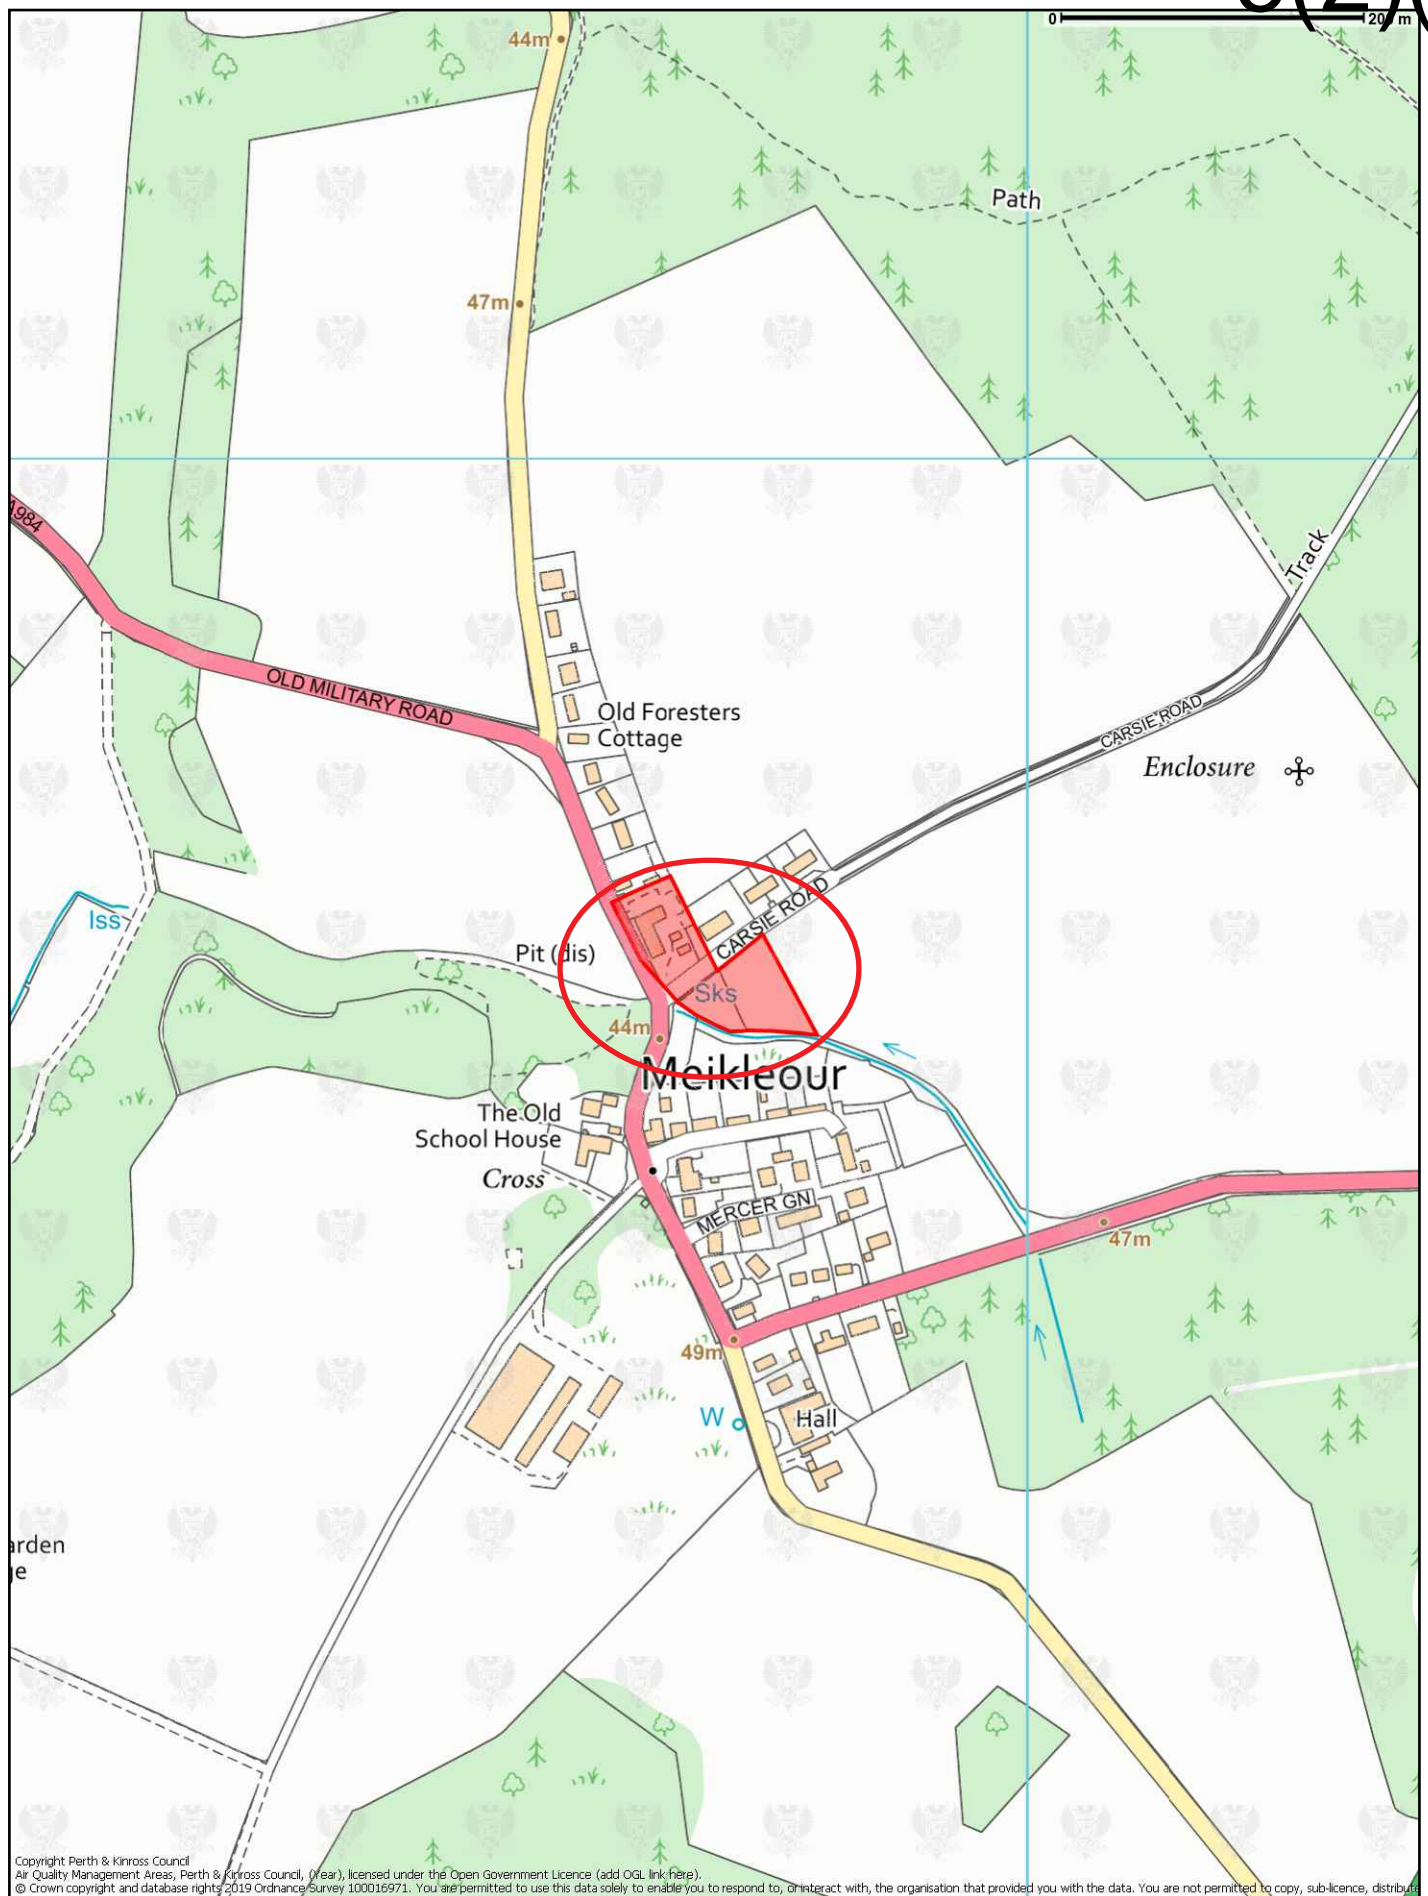 0
200 m
44m
Path
47m
A984
Track
OLD MILITARY ROAD
Old Foresters
Cottage
CARSIE ROAD
Enclosure
CARSIE ROAD
Iss
Pit (dis)
Sks
44m
Meikleour
The Old
School House
Cross
MERCER GN
47m
49m
W
Hall
arden
Copyright Perth & Kinross Council
Air Quality Management Areas, Perth & Kinross Council, (Year), licensed under the Open Government Licence (add OGL link here).
© Crown copyright and database rights 2019 Ordnance Survey 100016971. You are permitted to use this data solely to enable you to respond to, or interact with, the organisation that provided you with the data. You are not permitted to copy, sub-licence, distribute